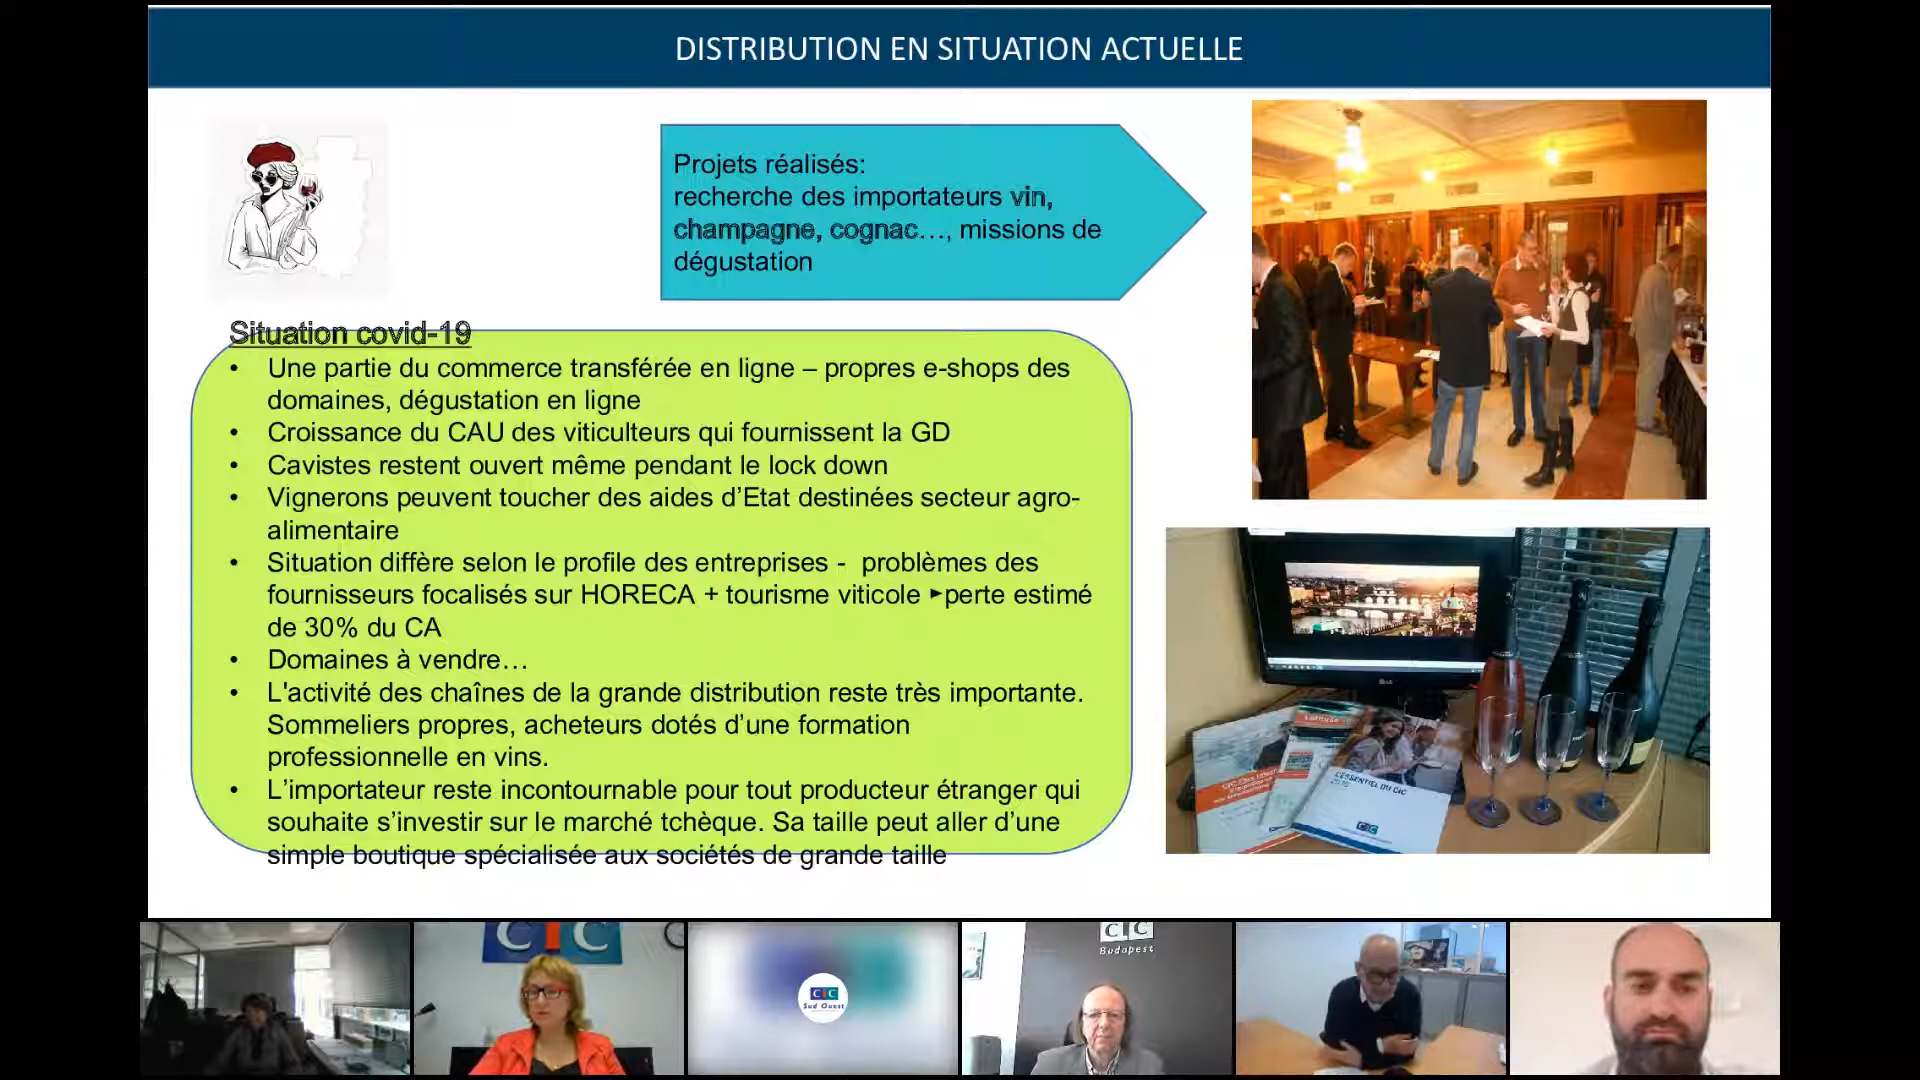 DISTRIBUTION EN SITUATION ACTUELLE
Projets réalisés:
recherche des importateurs vin,
champagne, cognac…, missions de
dégustation
Situation covid-19
• Une partie du commerce transférée en ligne – propres e-shops des
domaines, dégustation en ligne
• Croissance du CAU des viticulteurs qui fournissent la GD
• Cavistes restent ouvert même pendant le lock down
• Vignerons peuvent toucher des aides d’Etat destinées secteur agro-
alimentaire
• Situation diffère selon le profile des entreprises - problèmes des
fournisseurs focalisés sur HORECA + tourisme viticole ►perte estimé
de 30% du CA
• Domaines à vendre…
• L'activité des chaînes de la grande distribution reste très importante.
Sommeliers propres, acheteurs dotés d’une formation
professionnelle en vins.
• L’importateur reste incontournable pour tout producteur étranger qui
souhaite s’investir sur le marché tchèque. Sa taille peut aller d’une
simple boutique spécialisée aux sociétés de grande taille
LG
L'ESSENTIEL DU CIC
CIC
CIC
CIC
Sud Ouest
CIC
Budapest